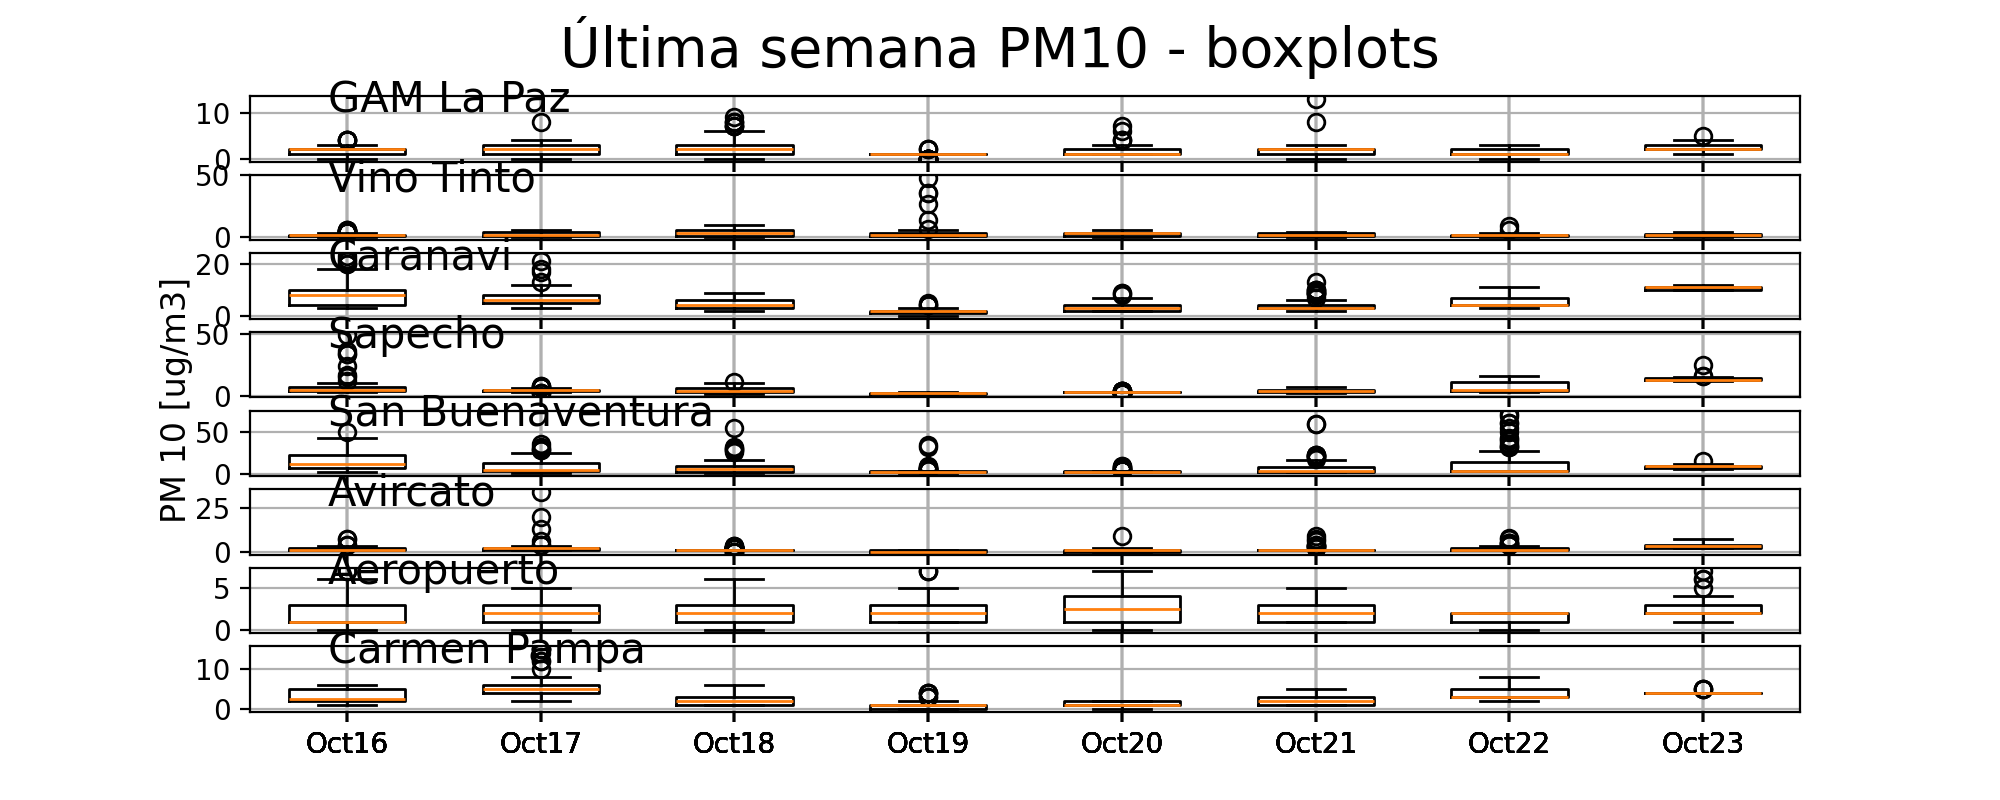 Última semana PM10 - boxplots
GAM La Paz
10
0
Vino Tinto
50
0
Caranavi
20
0
Sapecho
50
0
San Buenaventura
50
0
Avircato
25
0
Aeropuerto
5
0
Carmen Pampa
10
0
PM 10 [ug/m3]
Oct16 Oct17 Oct18 Oct19 Oct20 Oct21 Oct22 Oct23